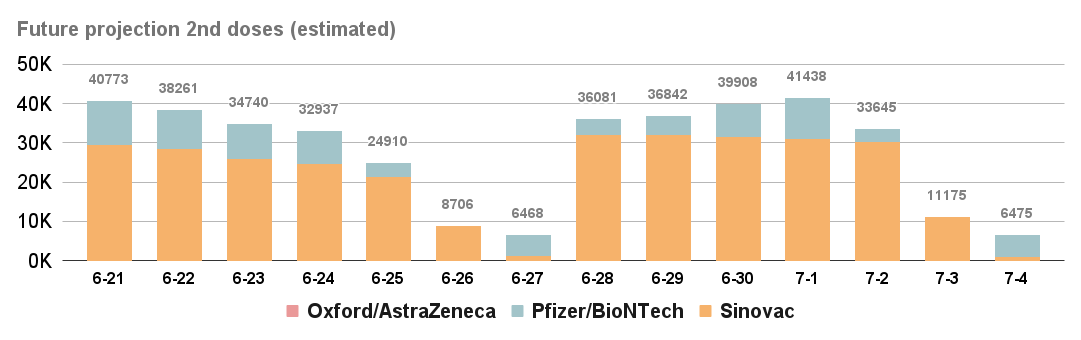 Future projection 2nd doses (estimated)
50K
40K
30K
20K
10K
0K
40773
38261
34740
32937
24910
8706
6468
36081
36842
39908
41438
33645
11175
6475
6-21
6-22
6-23
6-24
6-25
6-26
6-27
6-28
6-29
6-30
7-1
7-2
7-3
7-4
Oxford/AstraZeneca
Pfizer/BioNTech
Sinovac